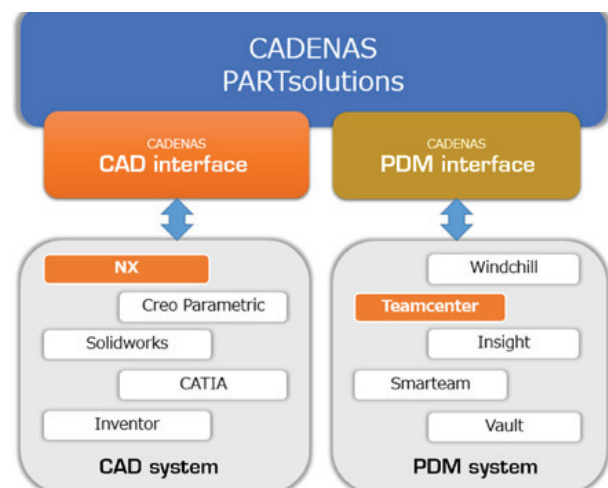 CADENAS
PARTsolutions
CADENAS
CAD interface
CADENAS
PDM interface
NX
Creo Parametric
Solidworks
CATIA
Inventor
CAD system
Windchill
Teamcenter
Insight
Smarteam
Vault
PDM system